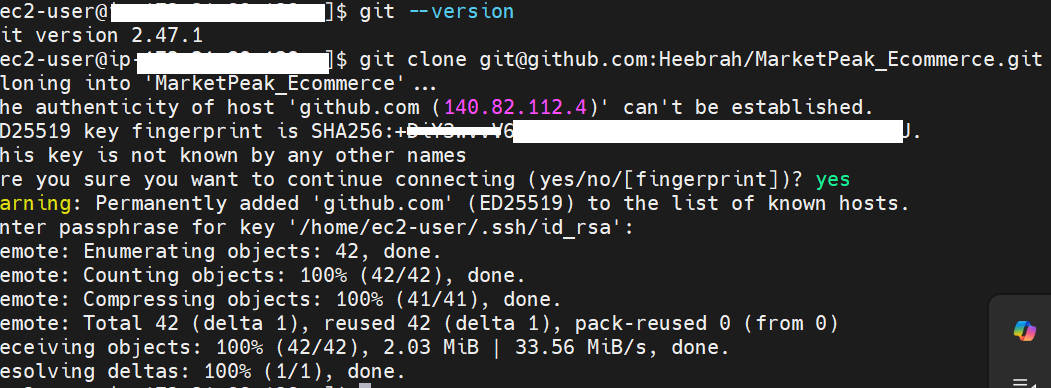 ec2-user@ ]$ git --version
it version 2.47.1
ec2-user@ip- ]$ git clone git@github.com:Heebrah/MarketPeak_Ecommerce.git
loning into 'MarketPeak_Ecommerce'...
he authenticity of host 'github.com (140.82.112.4)' can't be established.
D25519 key fingerprint is SHA256:+
his key is not known by any other names
re you sure you want to continue connecting (yes/no/[fingerprint])? yes
arning: Permanently added 'github.com' (ED25519) to the list of known hosts.
nter passphrase for key '/home/ec2-user/.ssh/id_rsa':
emote: Enumerating objects: 42, done.
emote: Counting objects: 100% (42/42), done.
emote: Compressing objects: 100% (41/41), done.
emote: Total 42 (delta 1), reused 42 (delta 1), pack-reused 0 (from 0)
eceiving objects: 100% (42/42), 2.03 MiB | 33.56 MiB/s, done.
esolving deltas: 100% (1/1), done.